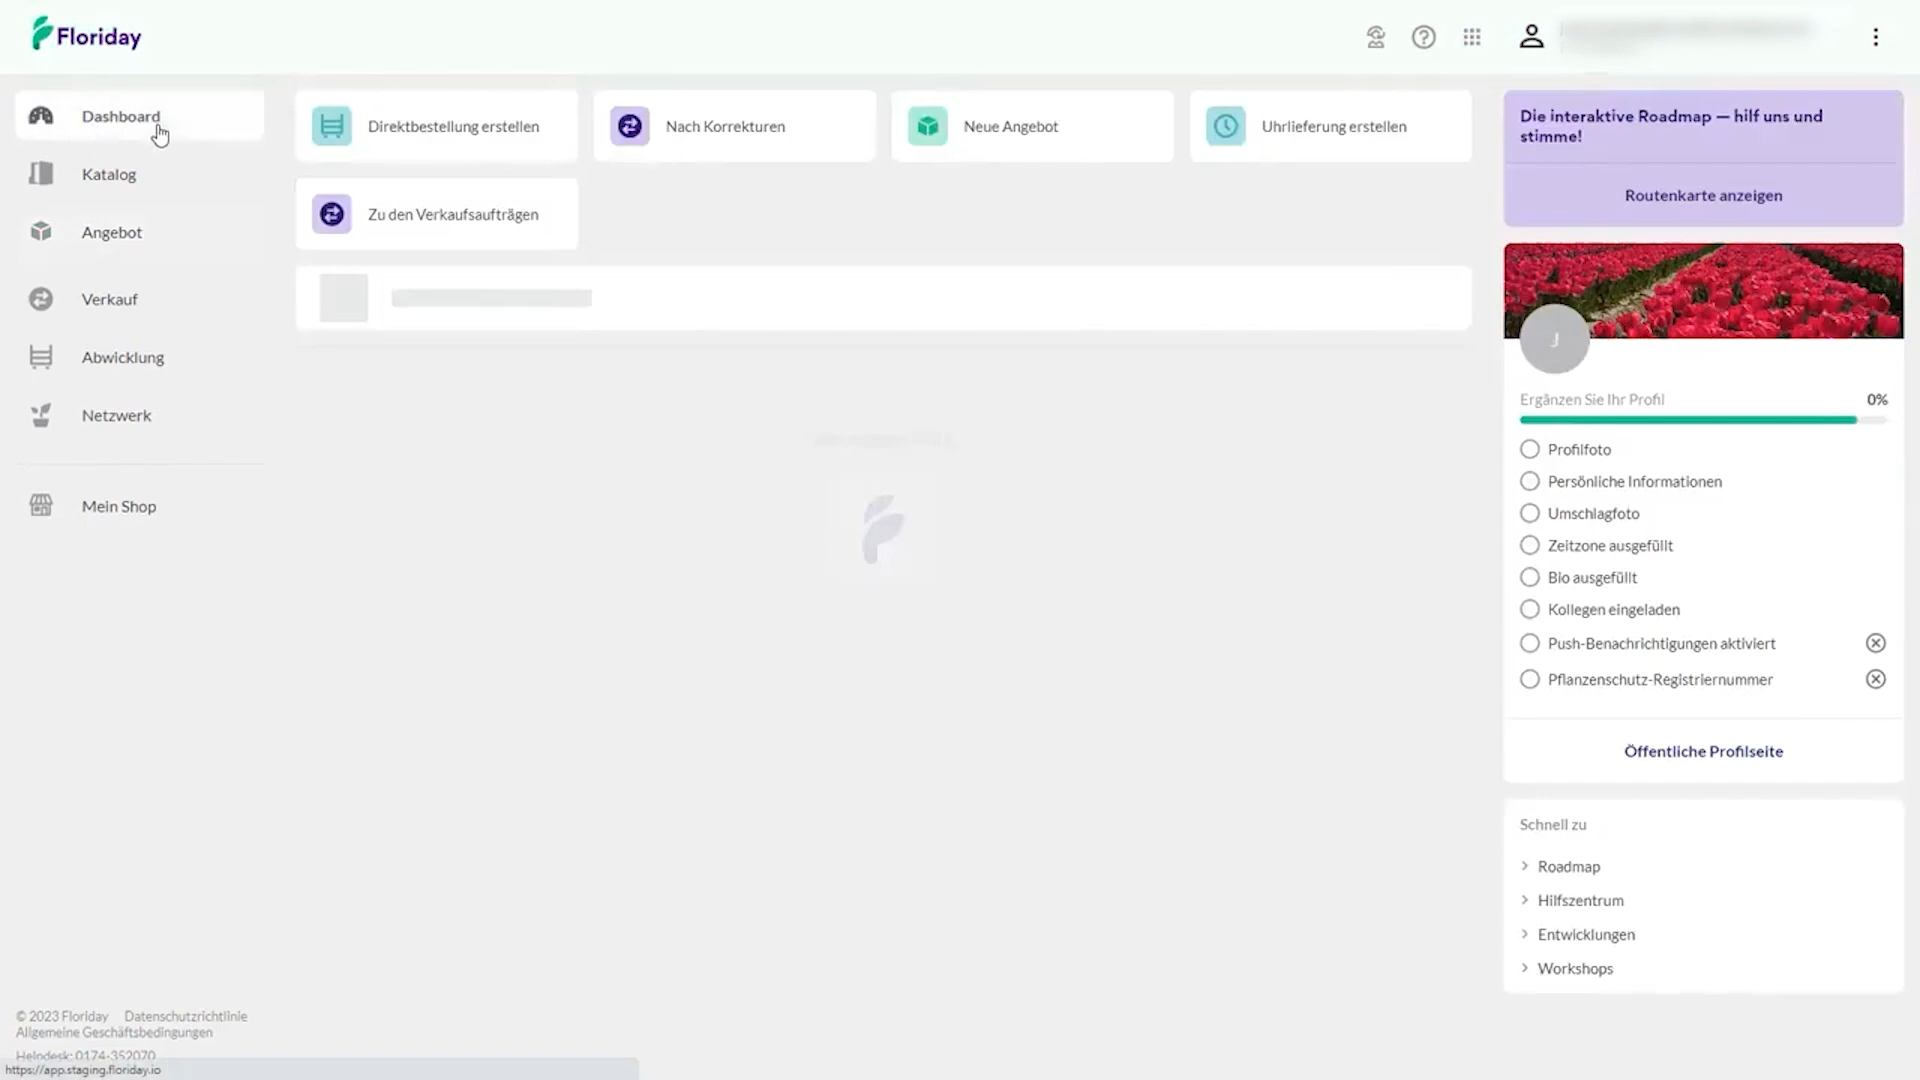 Floriday
Dashboard
Katalog
Angebot
Verkauf
Abwicklung
Netzwerk
Mein Shop
Direktbestellung erstellen
Nach Korrekturen
Neue Angebot
Uhrlieferung erstellen
Zu den Verkaufsaufträgen
Die interaktive Roadmap — hilf uns und
stimme!
Routenkarte anzeigen
J
Ergänzen Sie Ihr Profil 0%
Profilfoto
Persönliche Informationen
Umschlagfoto
Zeitzone ausgefüllt
Bio ausgefüllt
Kollegen eingeladen
Push-Benachrichtigungen aktiviert
Pflanzenschutz-Registriernummer
Öffentliche Profilseite
Schnell zu
Roadmap
Hilfszentrum
Entwicklungen
Workshops
© 2023 Floriday Datenschutzrichtlinie
Allgemeine Geschäftsbedingungen
Helpdesk: 0174-352070
https://app.staging.floriday.io